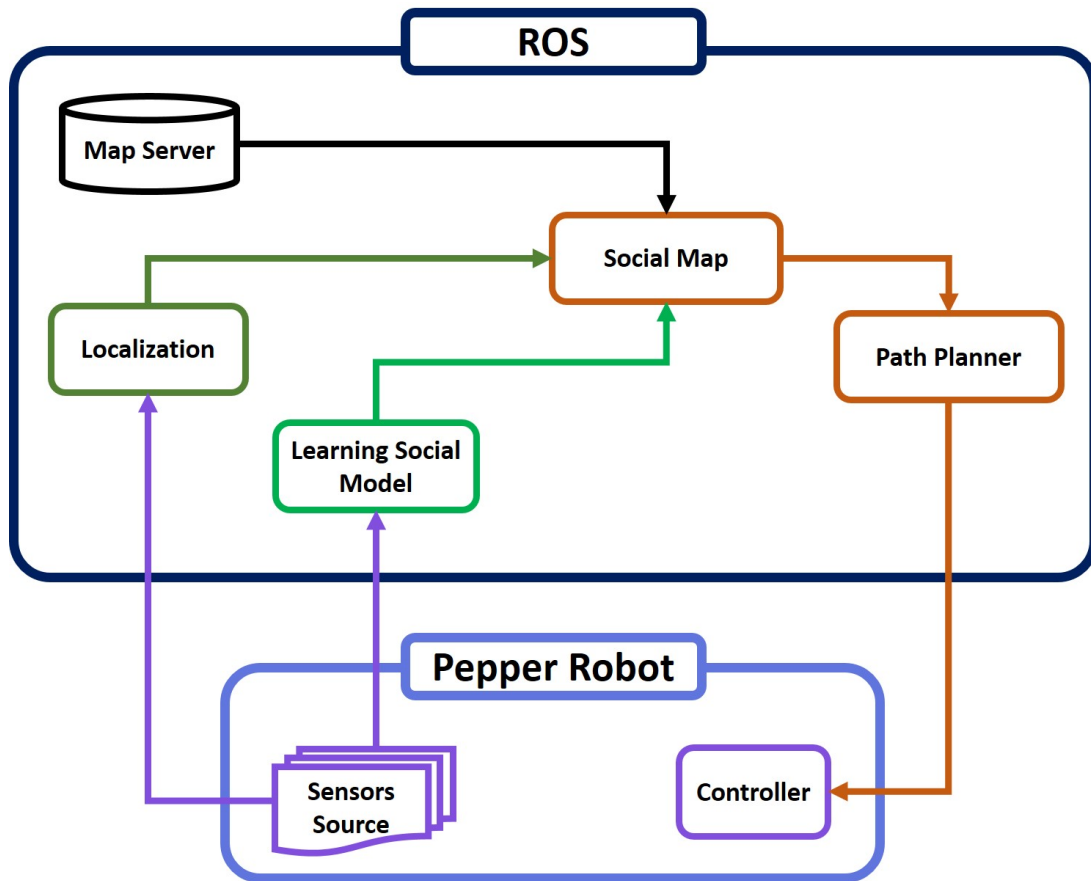 ROS
Map Server
Social Map
Localization
Path Planner
Learning Social
Model
Pepper Robot
Sensors
Source
Controller